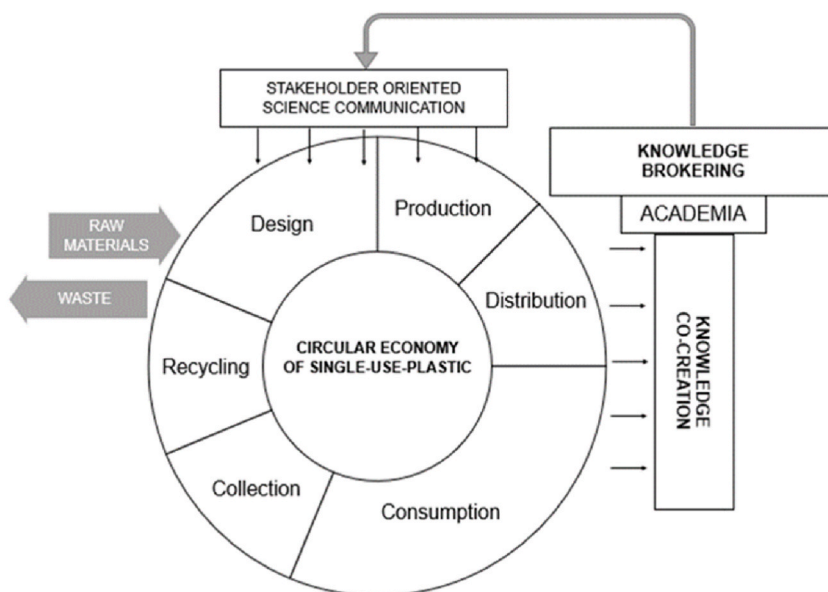 STAKEHOLDER ORIENTED
SCIENCE COMMUNICATION
KNOWLEDGE
BROKERING
ACADEMIA
RAW
MATERIALS
WASTE
Design
Production
Distribution
Recycling
CIRCULAR ECONOMY
OF SINGLE-USE-PLASTIC
KNOWLEDGE
CO-CREATION
Collection
Consumption